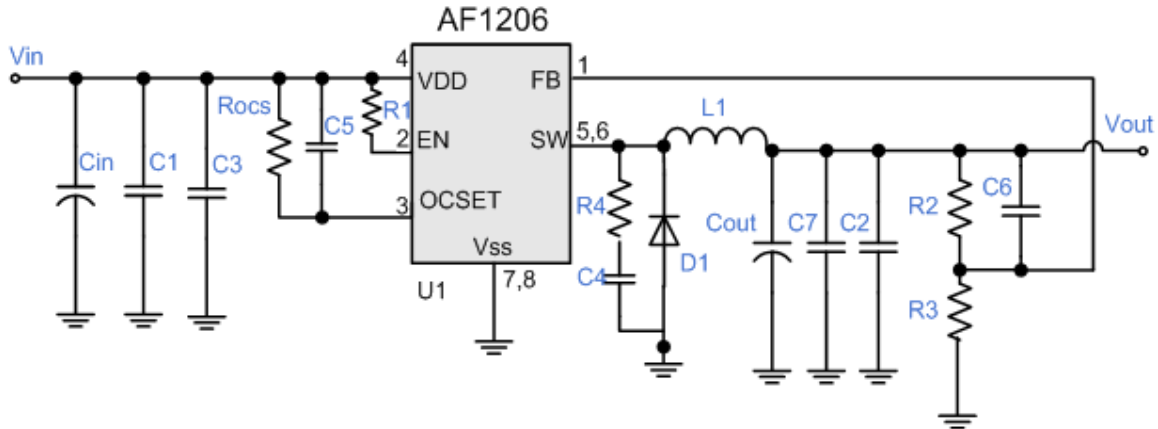 AF1206
Vin
4
VDD
FB
1
Rocs
C5
R1
L1
Vout
2
EN
SW
5,6
Cin
C1
C3
3
OCSET
R4
Cout
C7
C2
R2
C6
Vss
D1
C4
U1
7,8
R3